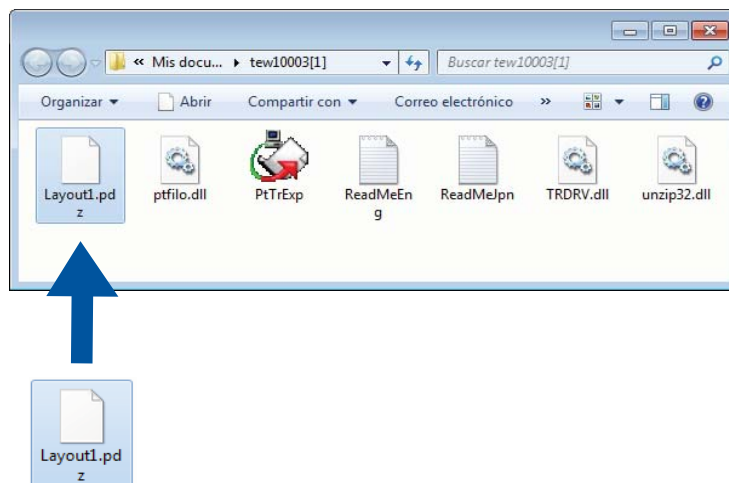 « Mis docu... ▸ tew10003[1]
Buscar tew10003[1]
Organizar
Abrir
Compartir con
Correo electrónico
»
Layout1.pd
z
ptfilo.dll
PtTrExp
ReadMeEn
g
ReadMeJpn
TRDRV.dll
unzip32.dll
Layout1.pd
z